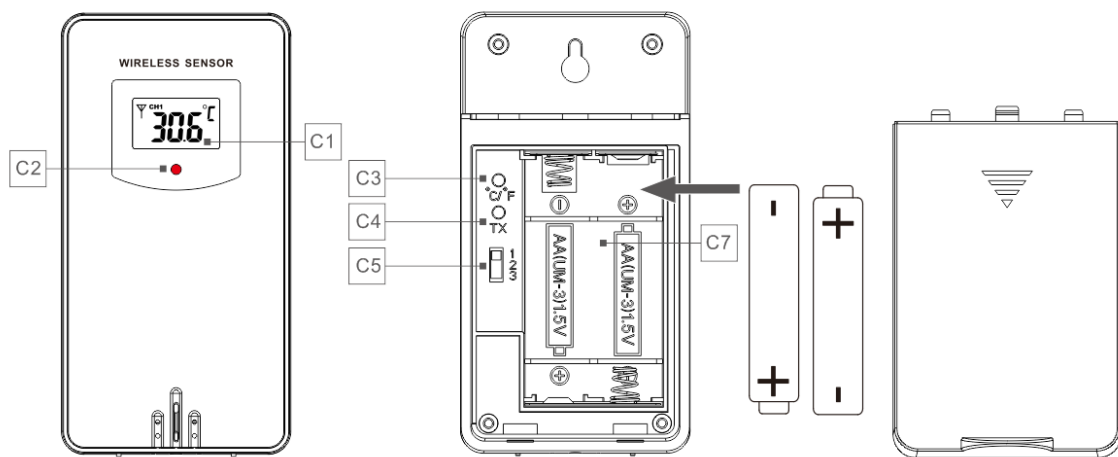 WIRELESS SENSOR
CH1
30.6 °C
C1
C2
C3
°C/°F
C4
TX
C5
1
2
3
- +
AA(UM-3)1.5V
AA(UM-3)1.5V
+
C7
- +
+ -